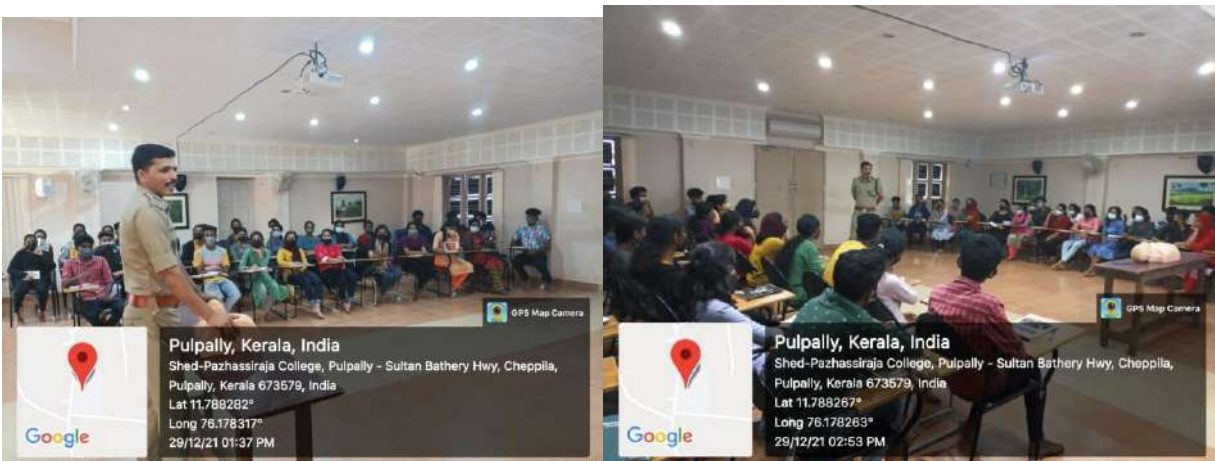 GPS Map Camera
Pulpally, Kerala, India
Shed-Pazhassiraja College, Pulpally - Sultan Bathery Hwy, Cheppila,
Pulpally, Kerala 673579, India
Lat 11.788282°
Long 76.178317°
29/12/21 01:37 PM
Google
GPS Map Camera
Pulpally, Kerala, India
Shed-Pazhassiraja College, Pulpally - Sultan Bathery Hwy, Cheppila,
Pulpally, Kerala 673579, India
Lat 11.788267°
Long 76.178263°
29/12/21 02:53 PM
Google